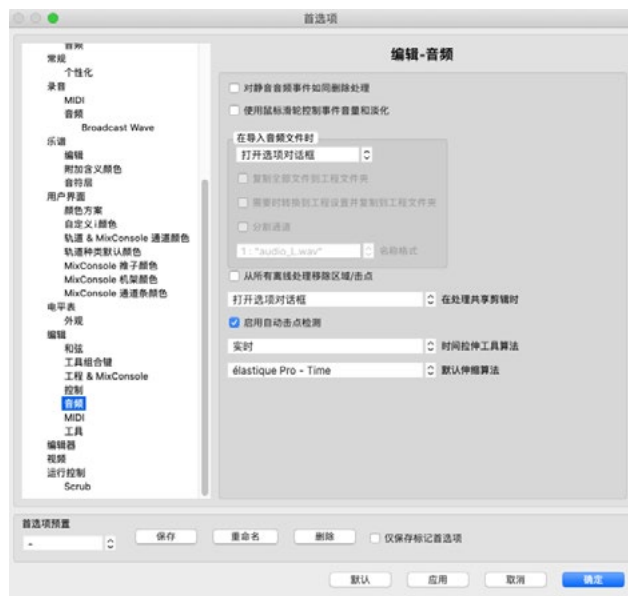 首选项
音频
常规
个性化
录音
MIDI
音频
Broadcast Wave
乐谱
编辑
附加含义颜色
音符层
用户界面
颜色方案
自定义i颜色
轨道 & MixConsole 通道颜色
轨道种类默认颜色
MixConsole 推子颜色
MixConsole 机架颜色
MixConsole 通道条颜色
电平表
外观
编辑
和弦
工具组合键
工程 & MixConsole
控制
音频
MIDI
工具
编辑器
视频
运行控制
Scrub
编辑-音频
对静音音频事件如同删除处理
使用鼠标滑轮控制事件音量和淡化
在导入音频文件时
打开选项对话框
复制全部文件到工程文件夹
需要时转换到工程设置并复制到工程文件夹
分割通道
1: "audio_L.wav" 名称格式
从所有离线处理移除区域/击点
打开选项对话框 在处理共享剪辑时
启用自动击点检测
实时 时间拉伸工具算法
élastique Pro - Time 默认伸缩算法
首选项预置
- 保存 重命名 删除 仅保存标记首选项
默认 应用 取消 确定